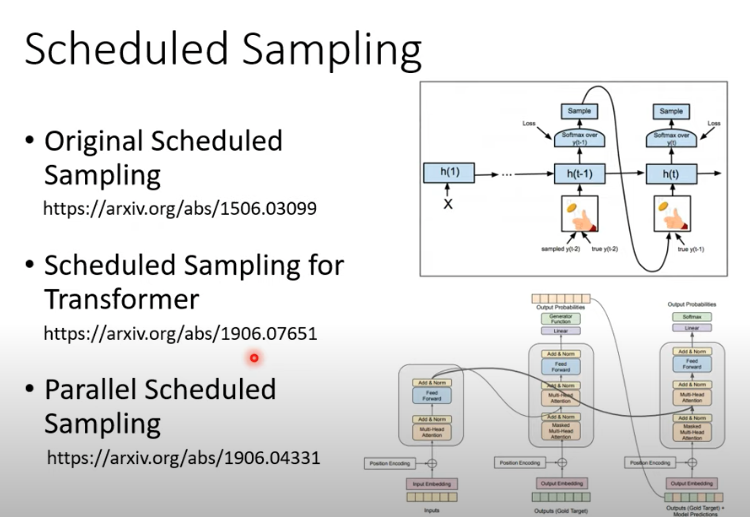 Scheduled Sampling
• Original Scheduled
Sampling
https://arxiv.org/abs/1506.03099
• Scheduled Sampling for
Transformer
https://arxiv.org/abs/1906.07651
• Parallel Scheduled
Sampling
https://arxiv.org/abs/1906.04331
Sample
Sample
Loss
Softmax over
y(t-1)
Softmax over
y(t)
Loss
h(1)
...
h(t-1)
h(t)
X
sampled y(t-2)
true y(t-2)
true y(t-1)
Output Probabilities
Generator
Function
Linear
Add & Norm
Feed
Forward
Add & Norm
Multi-Head
Attention
Add & Norm
Masked
Multi-Head
Attention
Position Encoding
Output Embedding
Outputs (Gold Target)
Add & Norm
Feed
Forward
Add & Norm
Multi-Head
Attention
Position Encoding
Input Embedding
Inputs
Output Probabilities
Softmax
Linear
Add & Norm
Feed
Forward
Add & Norm
Multi-Head
Attention
Add & Norm
Masked
Multi-Head
Attention
Position Encoding
Output Embedding
Outputs (Gold Target) +
Model Predictions